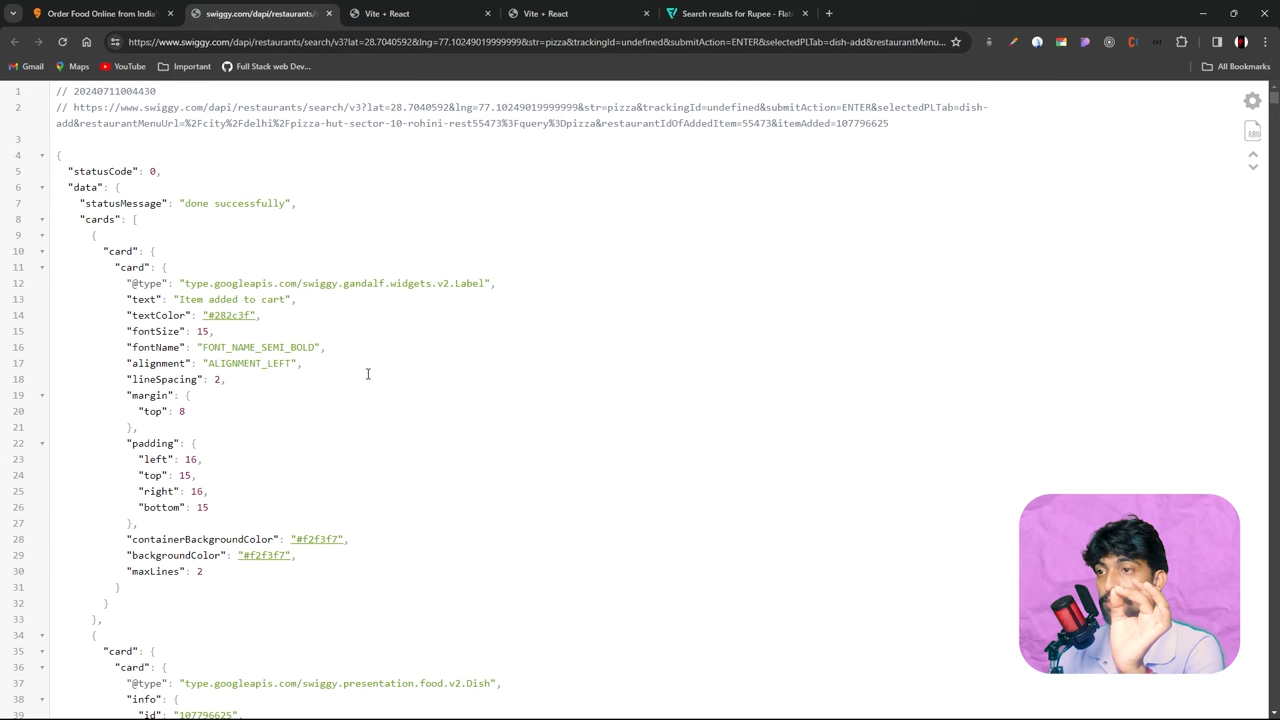 Order Food Online from India's
swiggy.com/dapi/restaurants/
Vite + React
Vite + React
Search results for Rupee - Flat
https://www.swiggy.com/dapi/restaurants/search/v3?lat=28.7040592&lng=77.10249019999999&str=pizza&trackingId=undefined&submitAction=ENTER&selectedPLTab=dish-add&restaurantMenu...
Gmail
Maps
YouTube
Important
Full Stack web Dev...
All Bookmarks
1 // 20240711004430
2 // https://www.swiggy.com/dapi/restaurants/search/v3?lat=28.7040592&lng=77.10249019999999&str=pizza&trackingId=undefined&submitAction=ENTER&selectedPLTab=dish-
add&restaurantMenuUrl=%2Fcity%2Fdelhi%2Fpizza-hut-sector-10-rohini-rest55473%3Fquery%3Dpizza&restaurantIdOfAddedItem=55473&itemAdded=107796625
3
4 {
5 "statusCode": 0,
6 "data": {
7 "statusMessage": "done successfully",
8 "cards": [
9 {
10 "card": {
11 "card": {
12 "@type": "type.googleapis.com/swiggy.gandalf.widgets.v2.Label",
13 "text": "Item added to cart",
14 "textColor": "#282c3f",
15 "fontSize": 15,
16 "fontName": "FONT_NAME_SEMI_BOLD",
17 "alignment": "ALIGNMENT_LEFT",
18 "lineSpacing": 2,
19 "margin": {
20 "top": 8
21 },
22 "padding": {
23 "left": 16,
24 "top": 15,
25 "right": 16,
26 "bottom": 15
27 },
28 "containerBackgroundColor": "#f2f3f7",
29 "backgroundColor": "#f2f3f7",
30 "maxLines": 2
31 }
32 }
33 },
34 {
35 "card": {
36 "card": {
37 "@type": "type.googleapis.com/swiggy.presentation.food.v2.Dish",
38 "info": {
39 "id": "107796625",